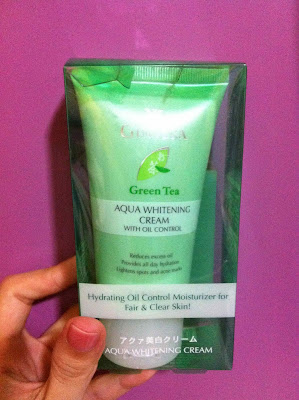 Green Tea
AQUA WHITENING
CREAM
WITH OIL CONTROL
Reduces excess oil
Provides all day hydration
Lightens spots and acne marks
Hydrating Oil Control Moisturizer for
Fair & Clear Skin!
アクァ美白クリーム
AQUA WHITENING CREAM